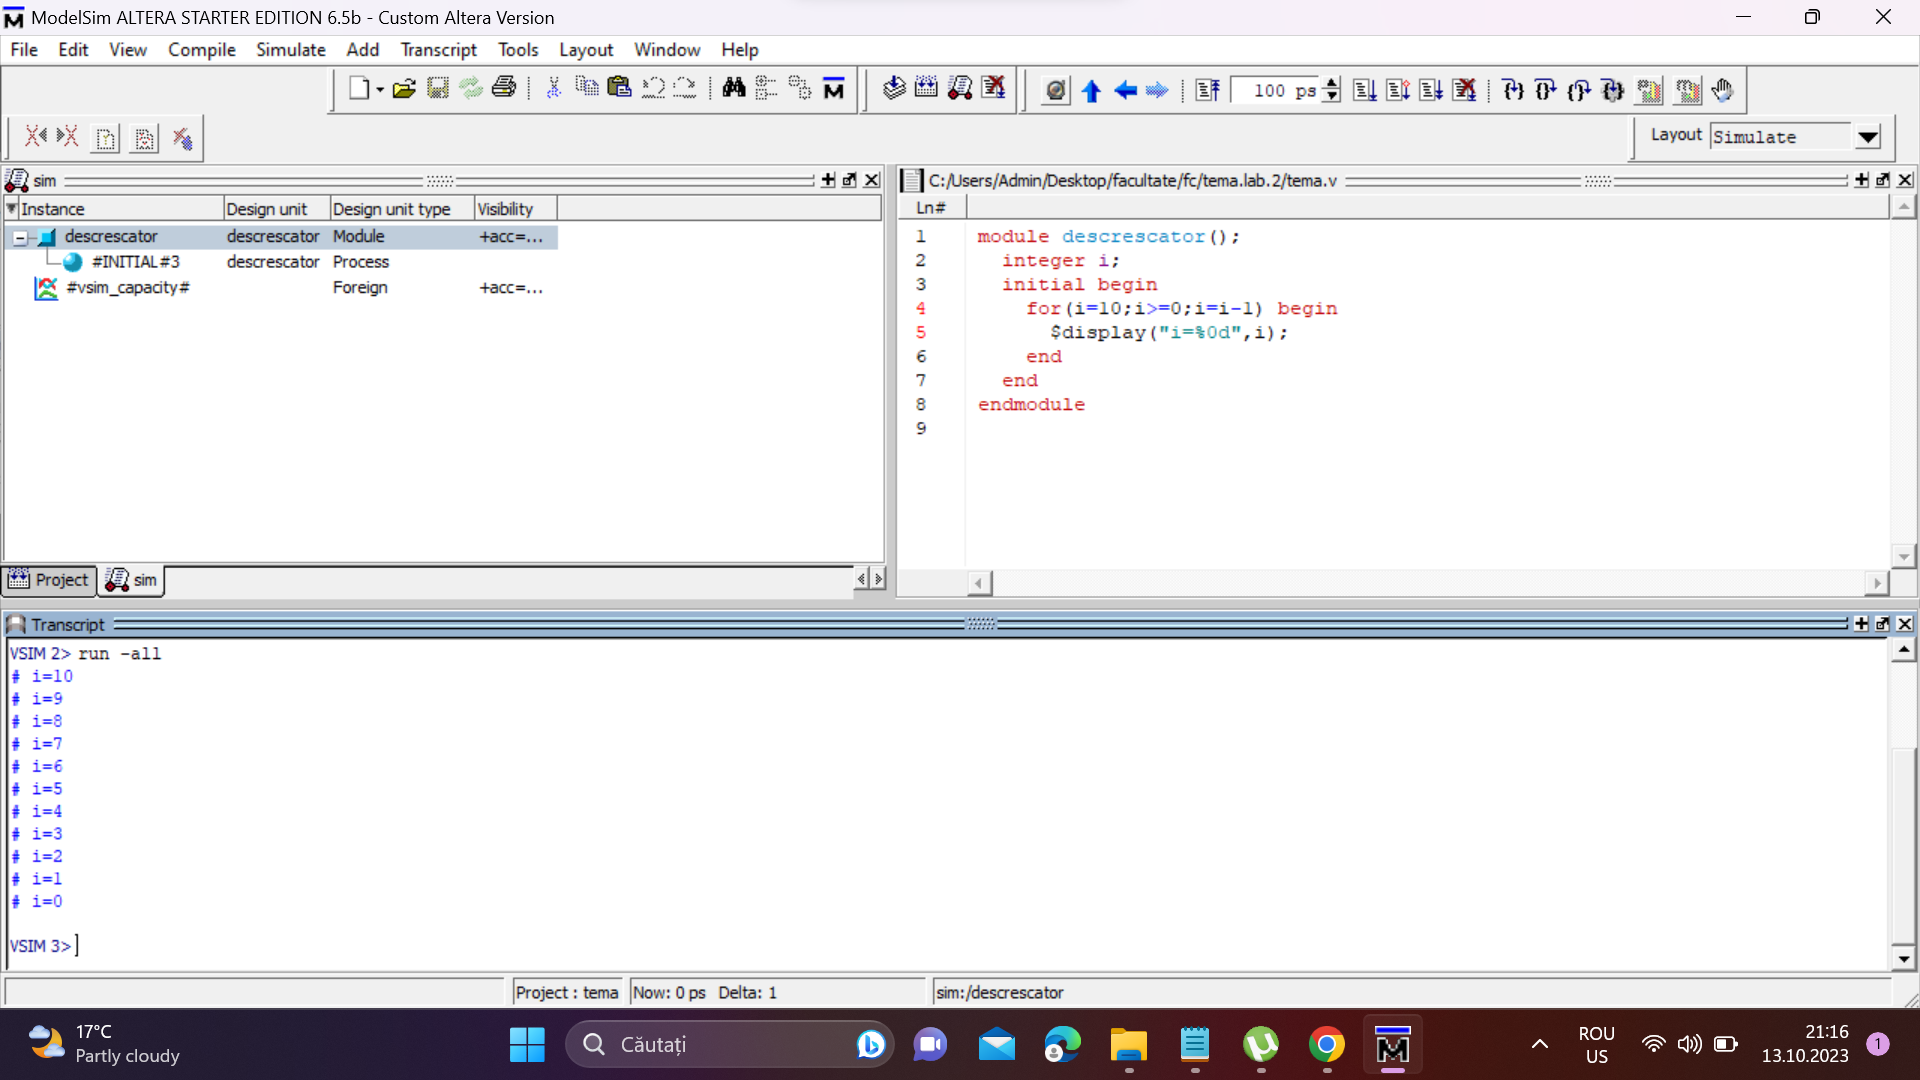 ModelSim ALTERA STARTER EDITION 6.5b - Custom Altera Version
File Edit View Compile Simulate Add Transcript Tools Layout Window Help
100 ps
Layout Simulate
sim
Instance Design unit Design unit type Visibility
descrescator descrescator Module +acc=...
#INITIAL#3 descrescator Process
#vsim_capacity# Foreign +acc=...
Project sim
C:/Users/Admin/Desktop/facultate/fc/tema.lab.2/tema.v
Ln#
1 module descrescator();
2 integer i;
3 initial begin
4 for(i=10;i>=0;i=i-1) begin
5 $display("i=%0d",i);
6 end
7 end
8 endmodule
9
Transcript
VSIM 2> run -all
# i=10
# i=9
# i=8
# i=7
# i=6
# i=5
# i=4
# i=3
# i=2
# i=1
# i=0
VSIM 3>
Project : tema Now: 0 ps Delta: 1 sim:/descrescator
17°C
Partly cloudy
Căutați
ROU
US
21:16
13.10.2023
1